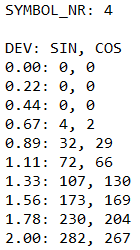 SYMBOL_NR: 4

DEV: SIN, COS
0.00: 0, 0
0.22: 0, 0
0.44: 0, 0
0.67: 4, 2
0.89: 32, 29
1.11: 72, 66
1.33: 107, 130
1.56: 173, 169
1.78: 230, 204
2.00: 282, 267